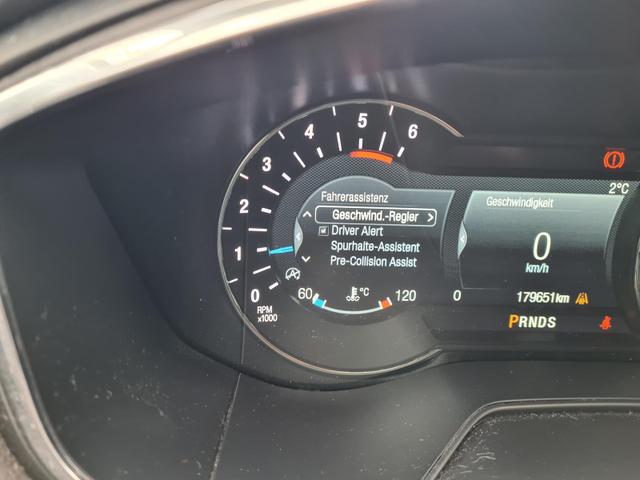 6
5
4
3
2
1
0
RPM
x1000
Fahrerassistenz
Geschwind.-Regler >
Driver Alert
Spurhalte-Assistent
Pre-Collision Assist
60 °C 120
2°C
Geschwindigkeit
0
km/h
0 179651km
PRNDS